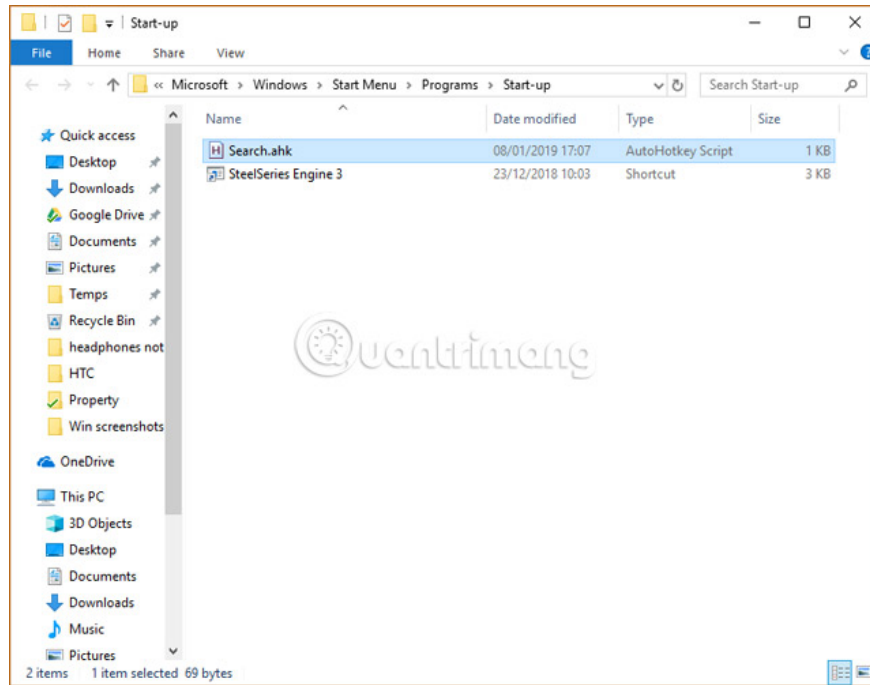 Start-up
File Home Share View
« Microsoft > Windows > Start Menu > Programs > Start-up
Search Start-up
Name Date modified Type Size
Search.ahk 08/01/2019 17:07 AutoHotkey Script 1 KB
SteelSeries Engine 3 23/12/2018 10:03 Shortcut 3 KB
Quick access
Desktop
Downloads
Google Drive
Documents
Pictures
Temps
Recycle Bin
headphones not
HTC
Property
Win screenshots
OneDrive
This PC
3D Objects
Desktop
Documents
Downloads
Music
Pictures
Quantrimang
2 items 1 item selected 69 bytes